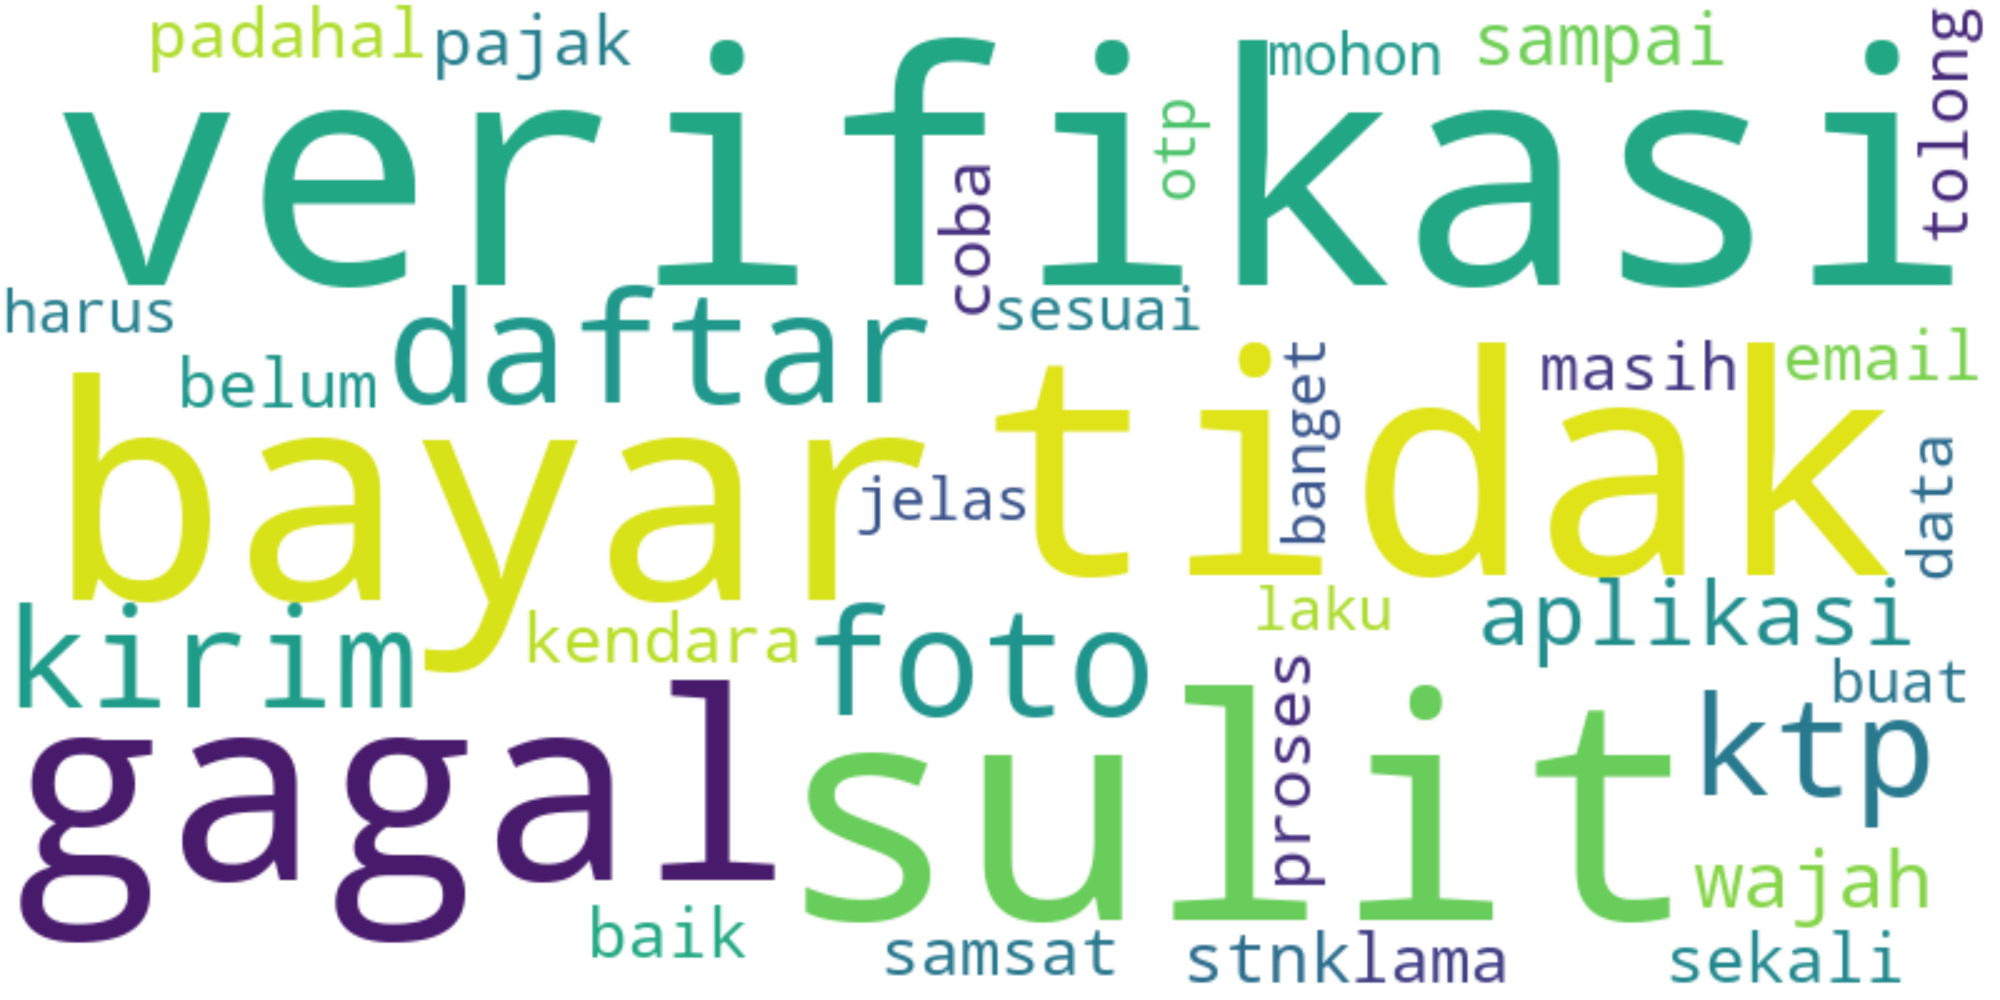 padahal pajak mohon sampai tolong
verifikasi
otp
coba
harus daftar sesuai
belum masih email
bayar tidak
banget
jelas data
kirim kendara foto laku aplikasi
buat
gagal sulit proses ktp
wajah
baik samsat stnk lama sekali